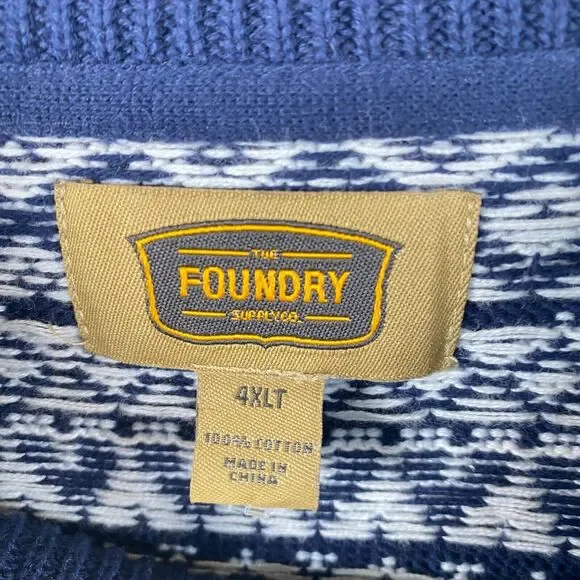 THE
FOUNDRY
SUPPLY CO.
4XLT
100% COTTON
MADE IN
CHINA